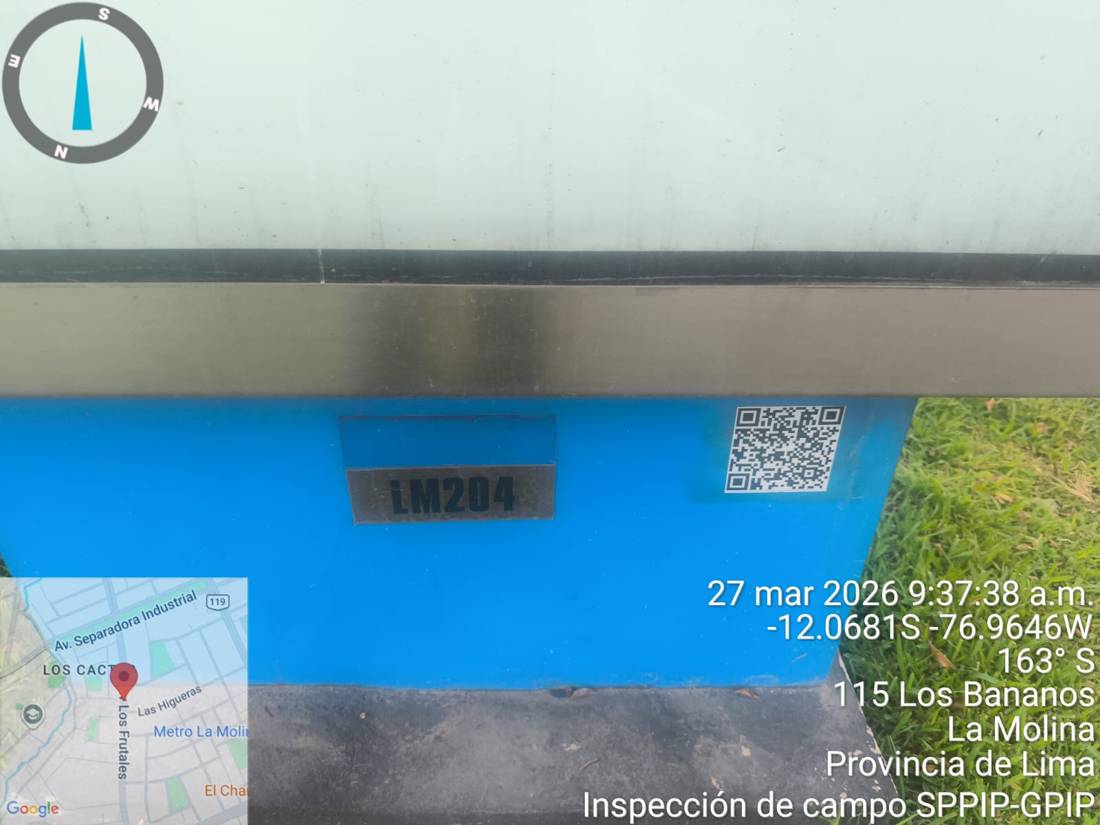 S
E
W
N
LM204
Av. Separadora Industrial
119
LOS CACT
Las Higueras
Los Frutales
Metro La Molin
El Cha
Google
27 mar 2026 9:37:38 a.m.
-12.0681S -76.9646W
163° S
115 Los Bananos
La Molina
Provincia de Lima
Inspección de campo SPPIP-GPIP